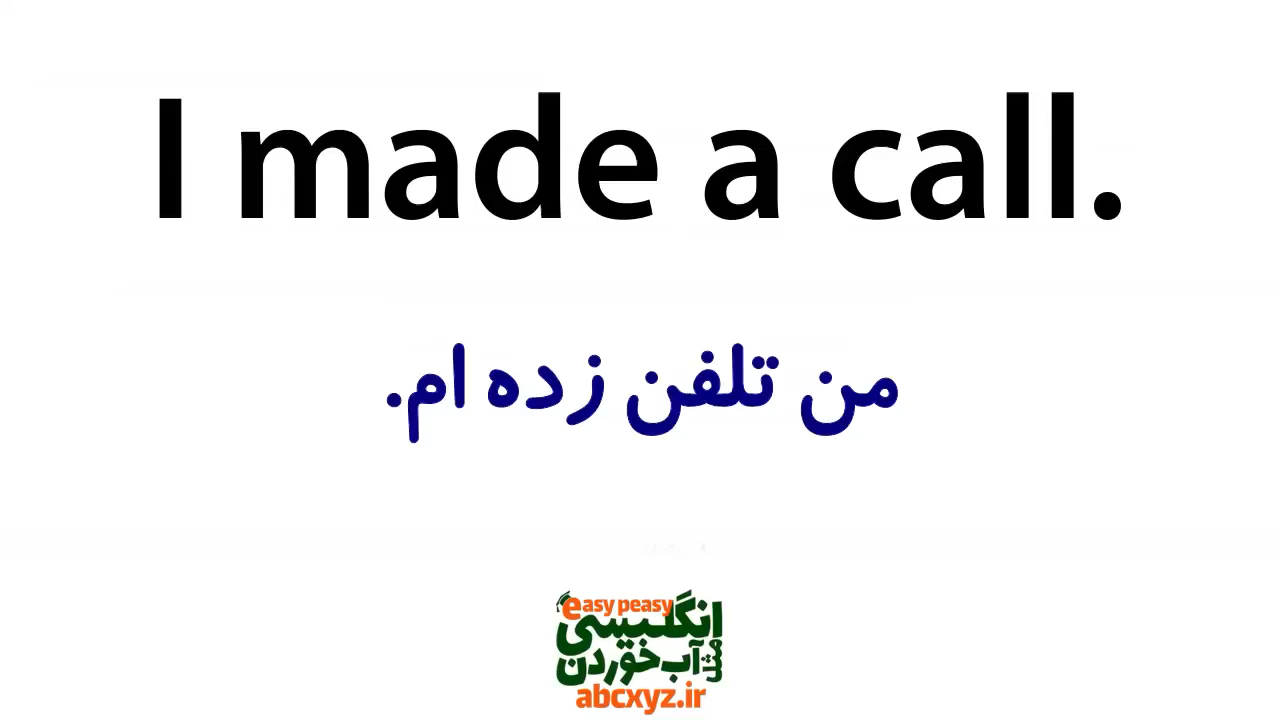 I made a call.
من تلفن زده ام.
easy peasy
انگلیسی
مثل آب خوردن
abcxyz.ir